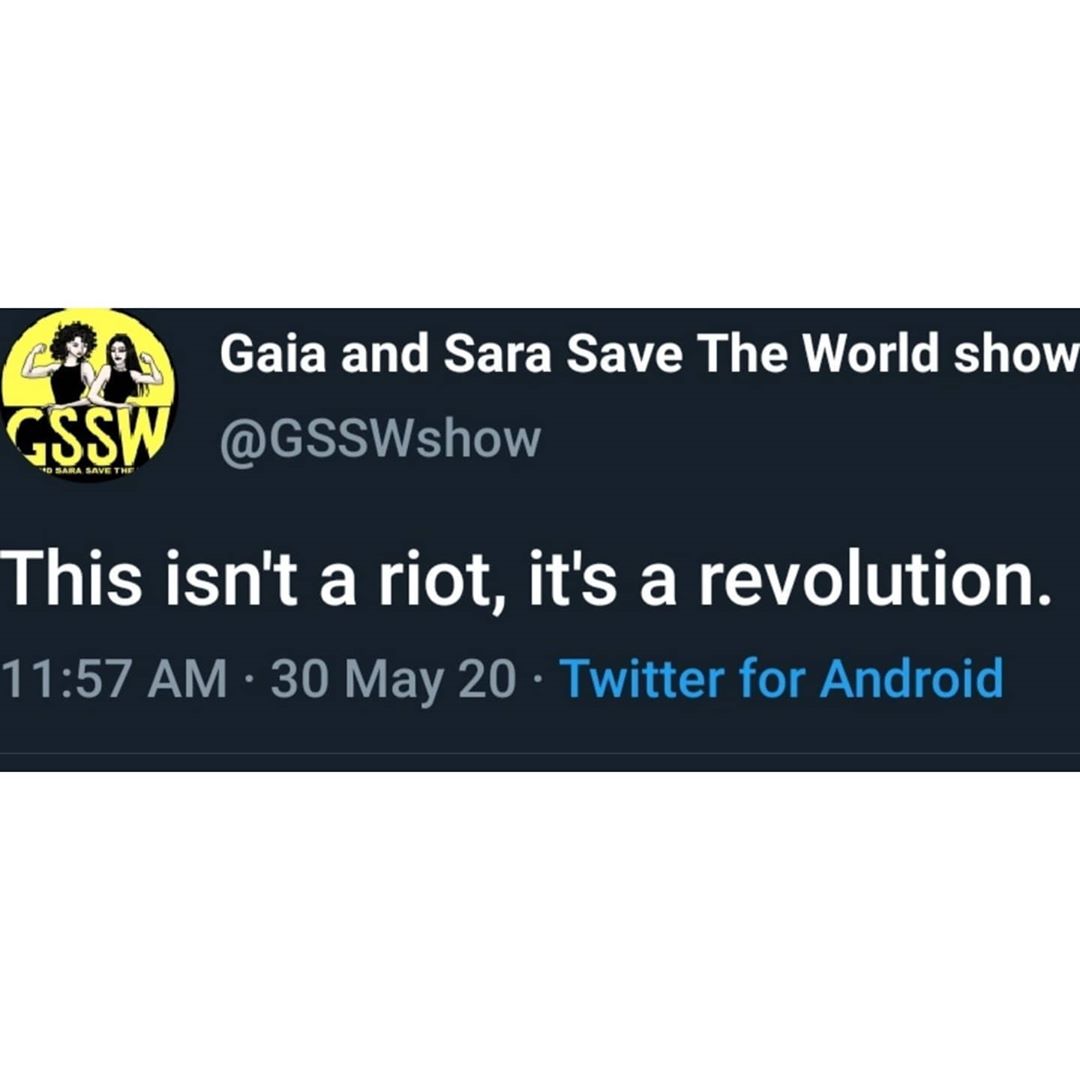 Gaia and Sara Save The World show
@GSSWshow
GSSW
D SARA SAVE THE
This isn't a riot, it's a revolution.
11:57 AM · 30 May 20 · Twitter for Android